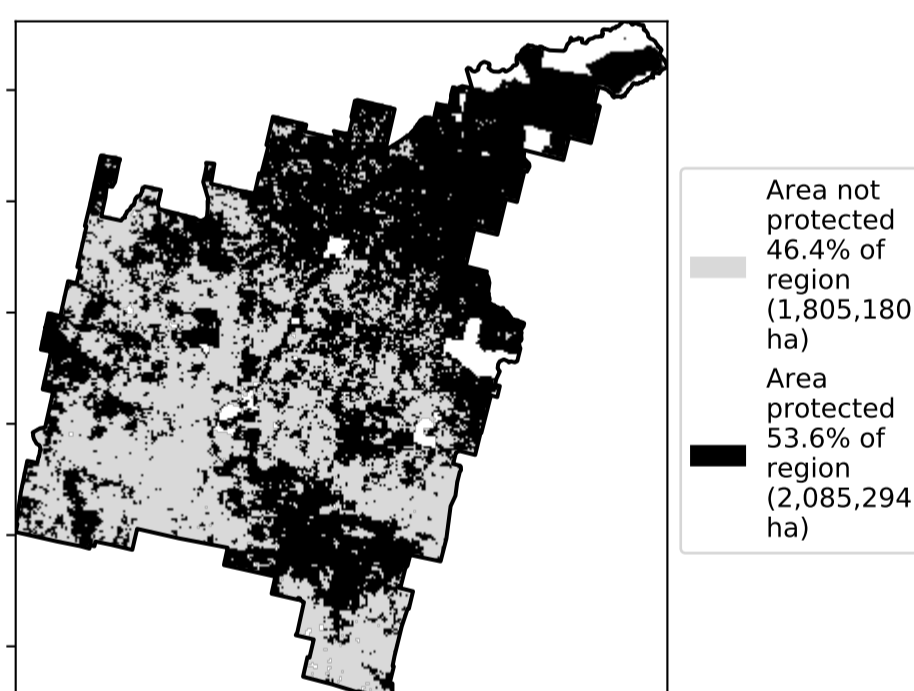 Area not
protected
46.4% of
region
(1,805,180
ha)
Area
protected
53.6% of
region
(2,085,294
ha)